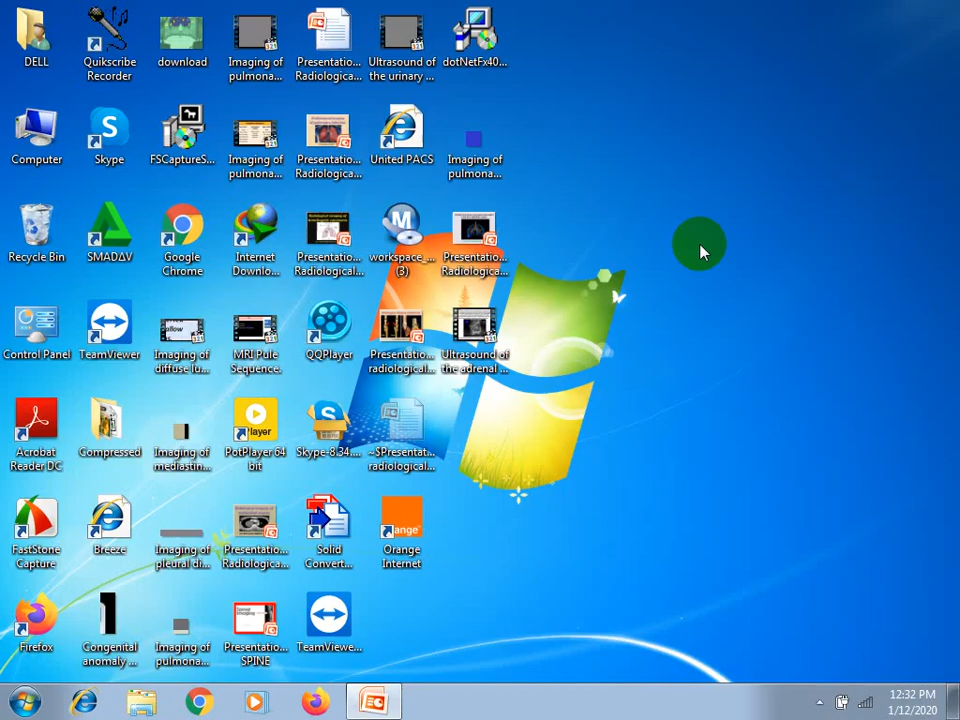 DELL
Quikscribe
Recorder
download
Imaging of
pulmona...
Presentatio...
Radiologica...
Ultrasound of
the urinary ...
dotNetFx40...
Computer
Skype
FSCaptureS...
Imaging of
pulmona...
Presentatio...
Radiologica...
United PACS
Imaging of
pulmona...
Recycle Bin
SMADΔV
Google
Chrome
Internet
Downlo...
Presentatio...
Radiological...
workspace_...
(3)
Presentatio...
Radiologica...
Control Panel
TeamViewer
Imaging of
diffuse lu...
MRI Pule
Sequence.
QQPlayer
Presentatio...
radiological...
Ultrasound of
the adrenal ...
Acrobat
Reader DC
Compressed
Imaging of
mediastin...
Player
PotPlayer 64
bit
Skype-8.34....
~$Presentat...
radiological...
FastStone
Capture
Breeze
Imaging of
pleural di...
Presentatio...
Radiologica...
Solid
Convert...
Orange
Internet
Firefox
Congenital
anomaly ...
Imaging of
pulmona...
Presentatio...
SPINE
TeamViewe...
12:32 PM
1/12/2020